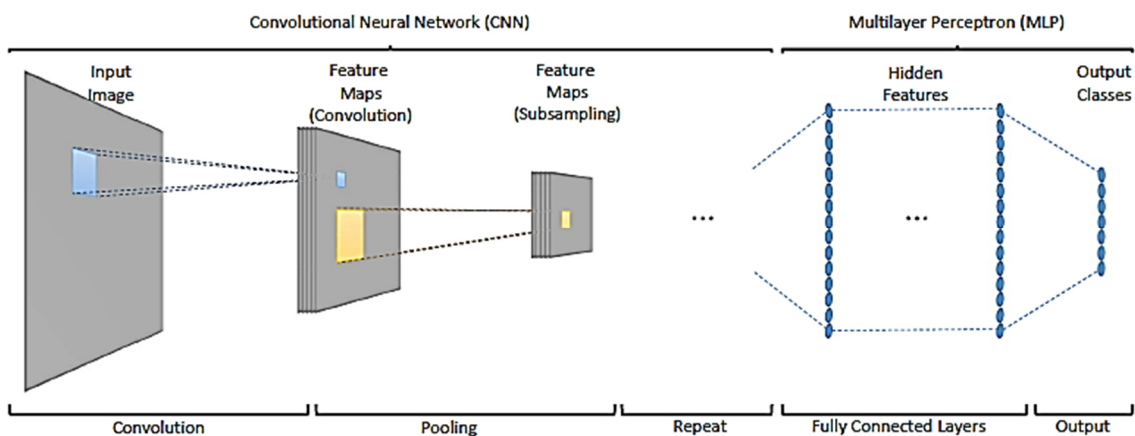 Convolutional Neural Network (CNN)
Multilayer Perceptron (MLP)
Input
Image
Feature
Maps
(Convolution)
Feature
Maps
(Subsampling)
Hidden
Features
Output
Classes
...
...
Convolution
Pooling
Repeat
Fully Connected Layers
Output